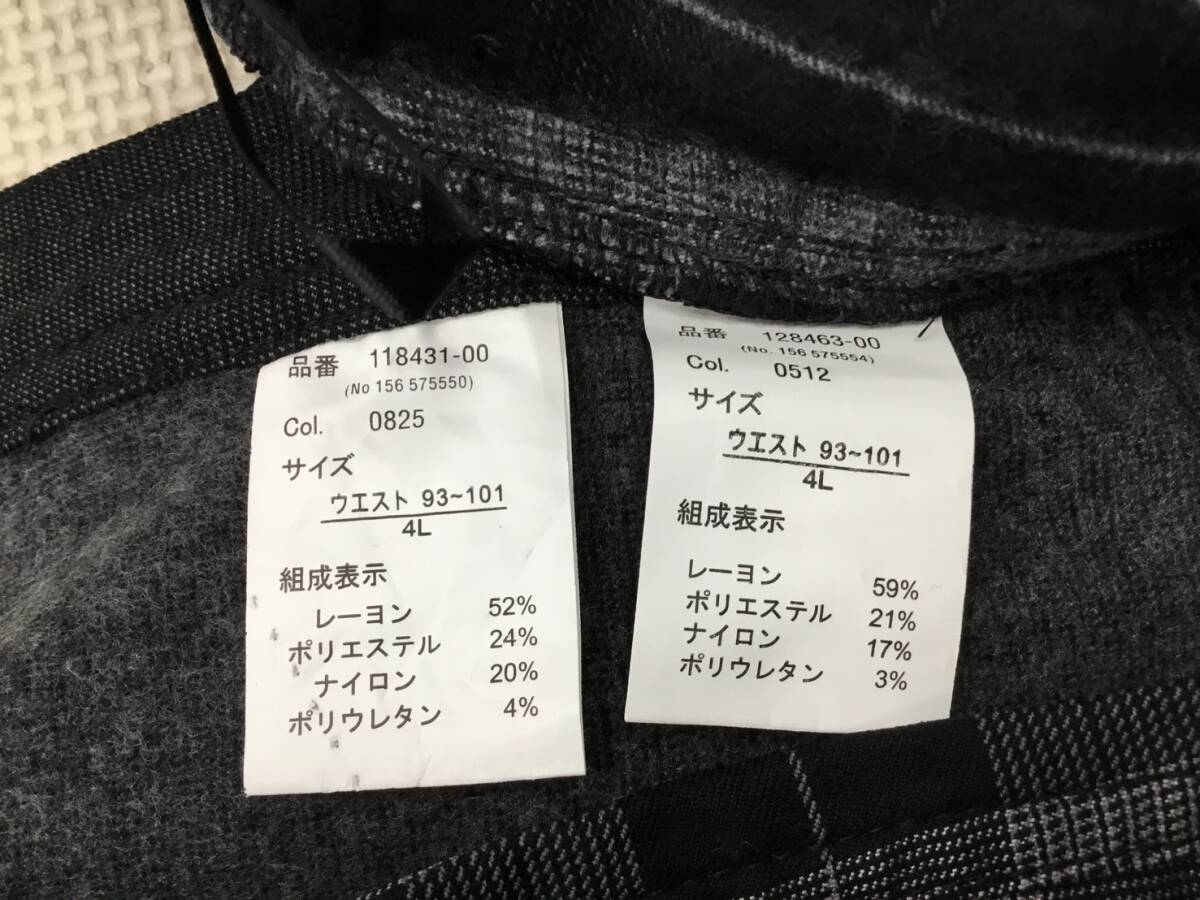 品番 118431-00
(No 156 575550)
Col. 0825
サイズ
ウエスト 93~101
4L
組成表示
レーヨン 52%
ポリエステル 24%
ナイロン 20%
ポリウレタン 4%
品番 128463-00
(No. 156 575554)
Col. 0512
サイズ
ウエスト 93~101
4L
組成表示
レーヨン 59%
ポリエステル 21%
ナイロン 17%
ポリウレタン 3%